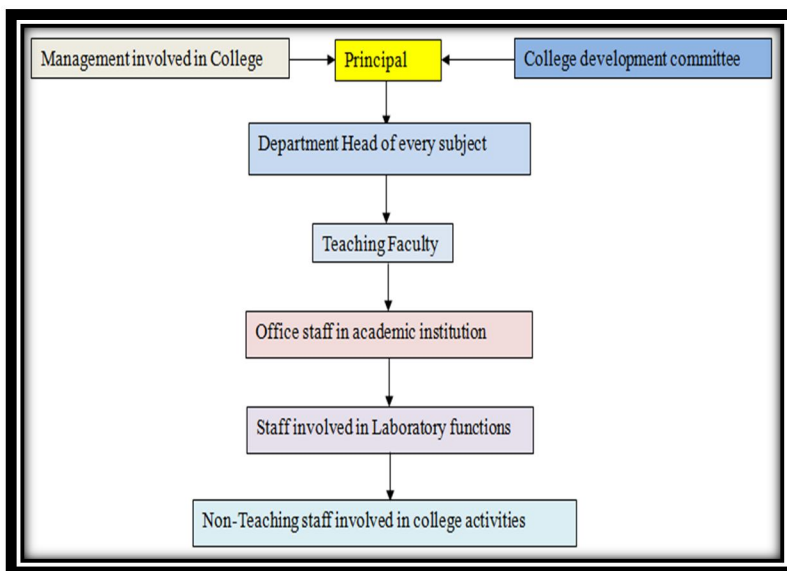 Management involved in College
Principal
College development committee
Department Head of every subject
Teaching Faculty
Office staff in academic institution
Staff involved in Laboratory functions
Non-Teaching staff involved in college activities